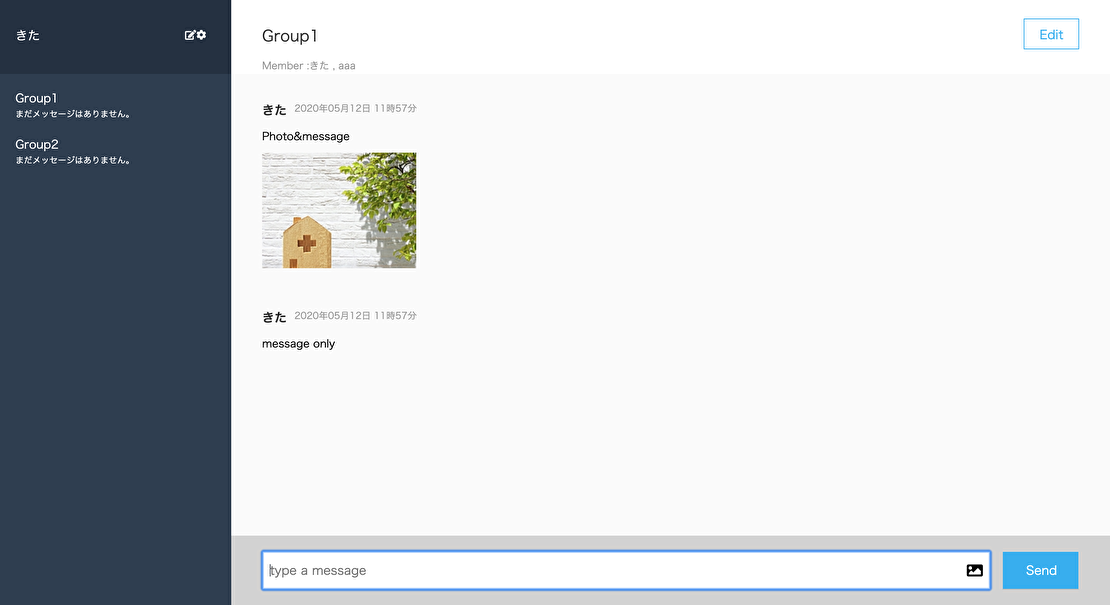 きた
Group1
まだメッセージはありません。
Group2
まだメッセージはありません。
Group1
Edit
Member :きた , aaa
きた 2020年05月12日 11時57分
Photo&message
きた 2020年05月12日 11時57分
message only
type a message
Send